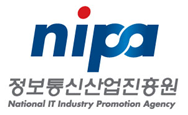 nipa
정보통신산업진흥원
National IT Industry Promotion Agency